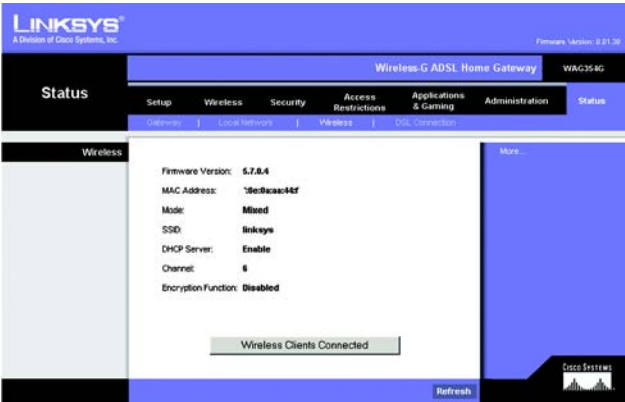 LINKSYS®
A Division of Cisco Systems, Inc.
Firmware Version: 0.01.30
Wireless-G ADSL Home Gateway WAG354G
Status
Setup Wireless Security Access Restrictions Applications & Gaming Administration Status
Gateway | Local Network | Wireless | DSL Connection
Wireless
More...
Firmware Version: 5.7.0.4
MAC Address:
Mode: Mixed
SSID: linksys
DHCP Server: Enable
Channel: 6
Encryption Function: Disabled
Wireless Clients Connected
Refresh
CISCO SYSTEMS